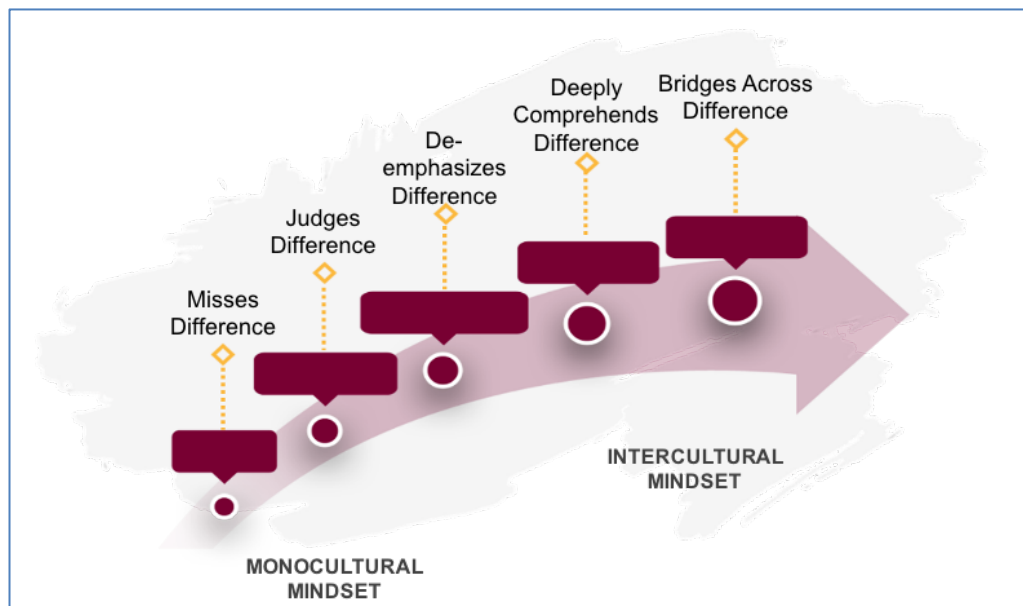 Misses
Difference
Judges
Difference
De-
emphasizes
Difference
Deeply
Comprehends
Difference
Bridges Across
Difference
MONOCULTURAL
MINDSET
INTERCULTURAL
MINDSET